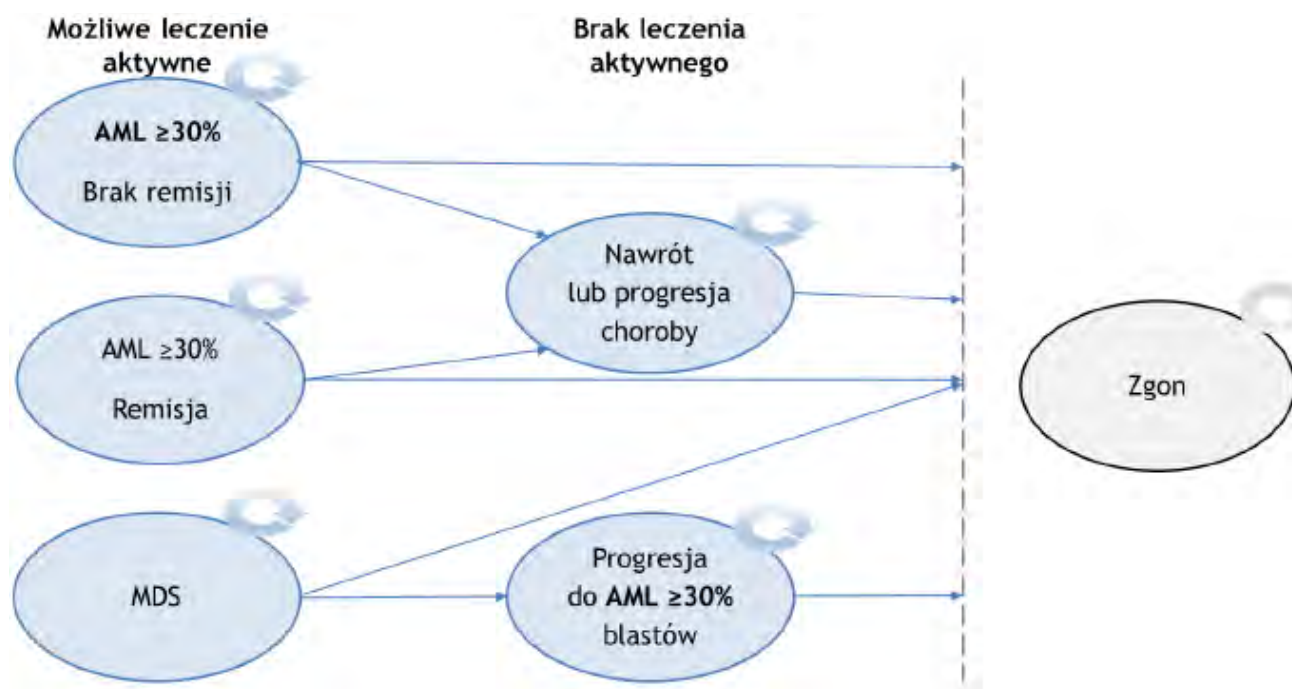 Możliwe leczenie
aktywne
Brak leczenia
aktywnego
AML ≥30%
Brak remisji
Nawrót
lub progresja
choroby
AML ≥30%
Remisja
Zgon
MDS
Progresja
do AML ≥30%
blastów